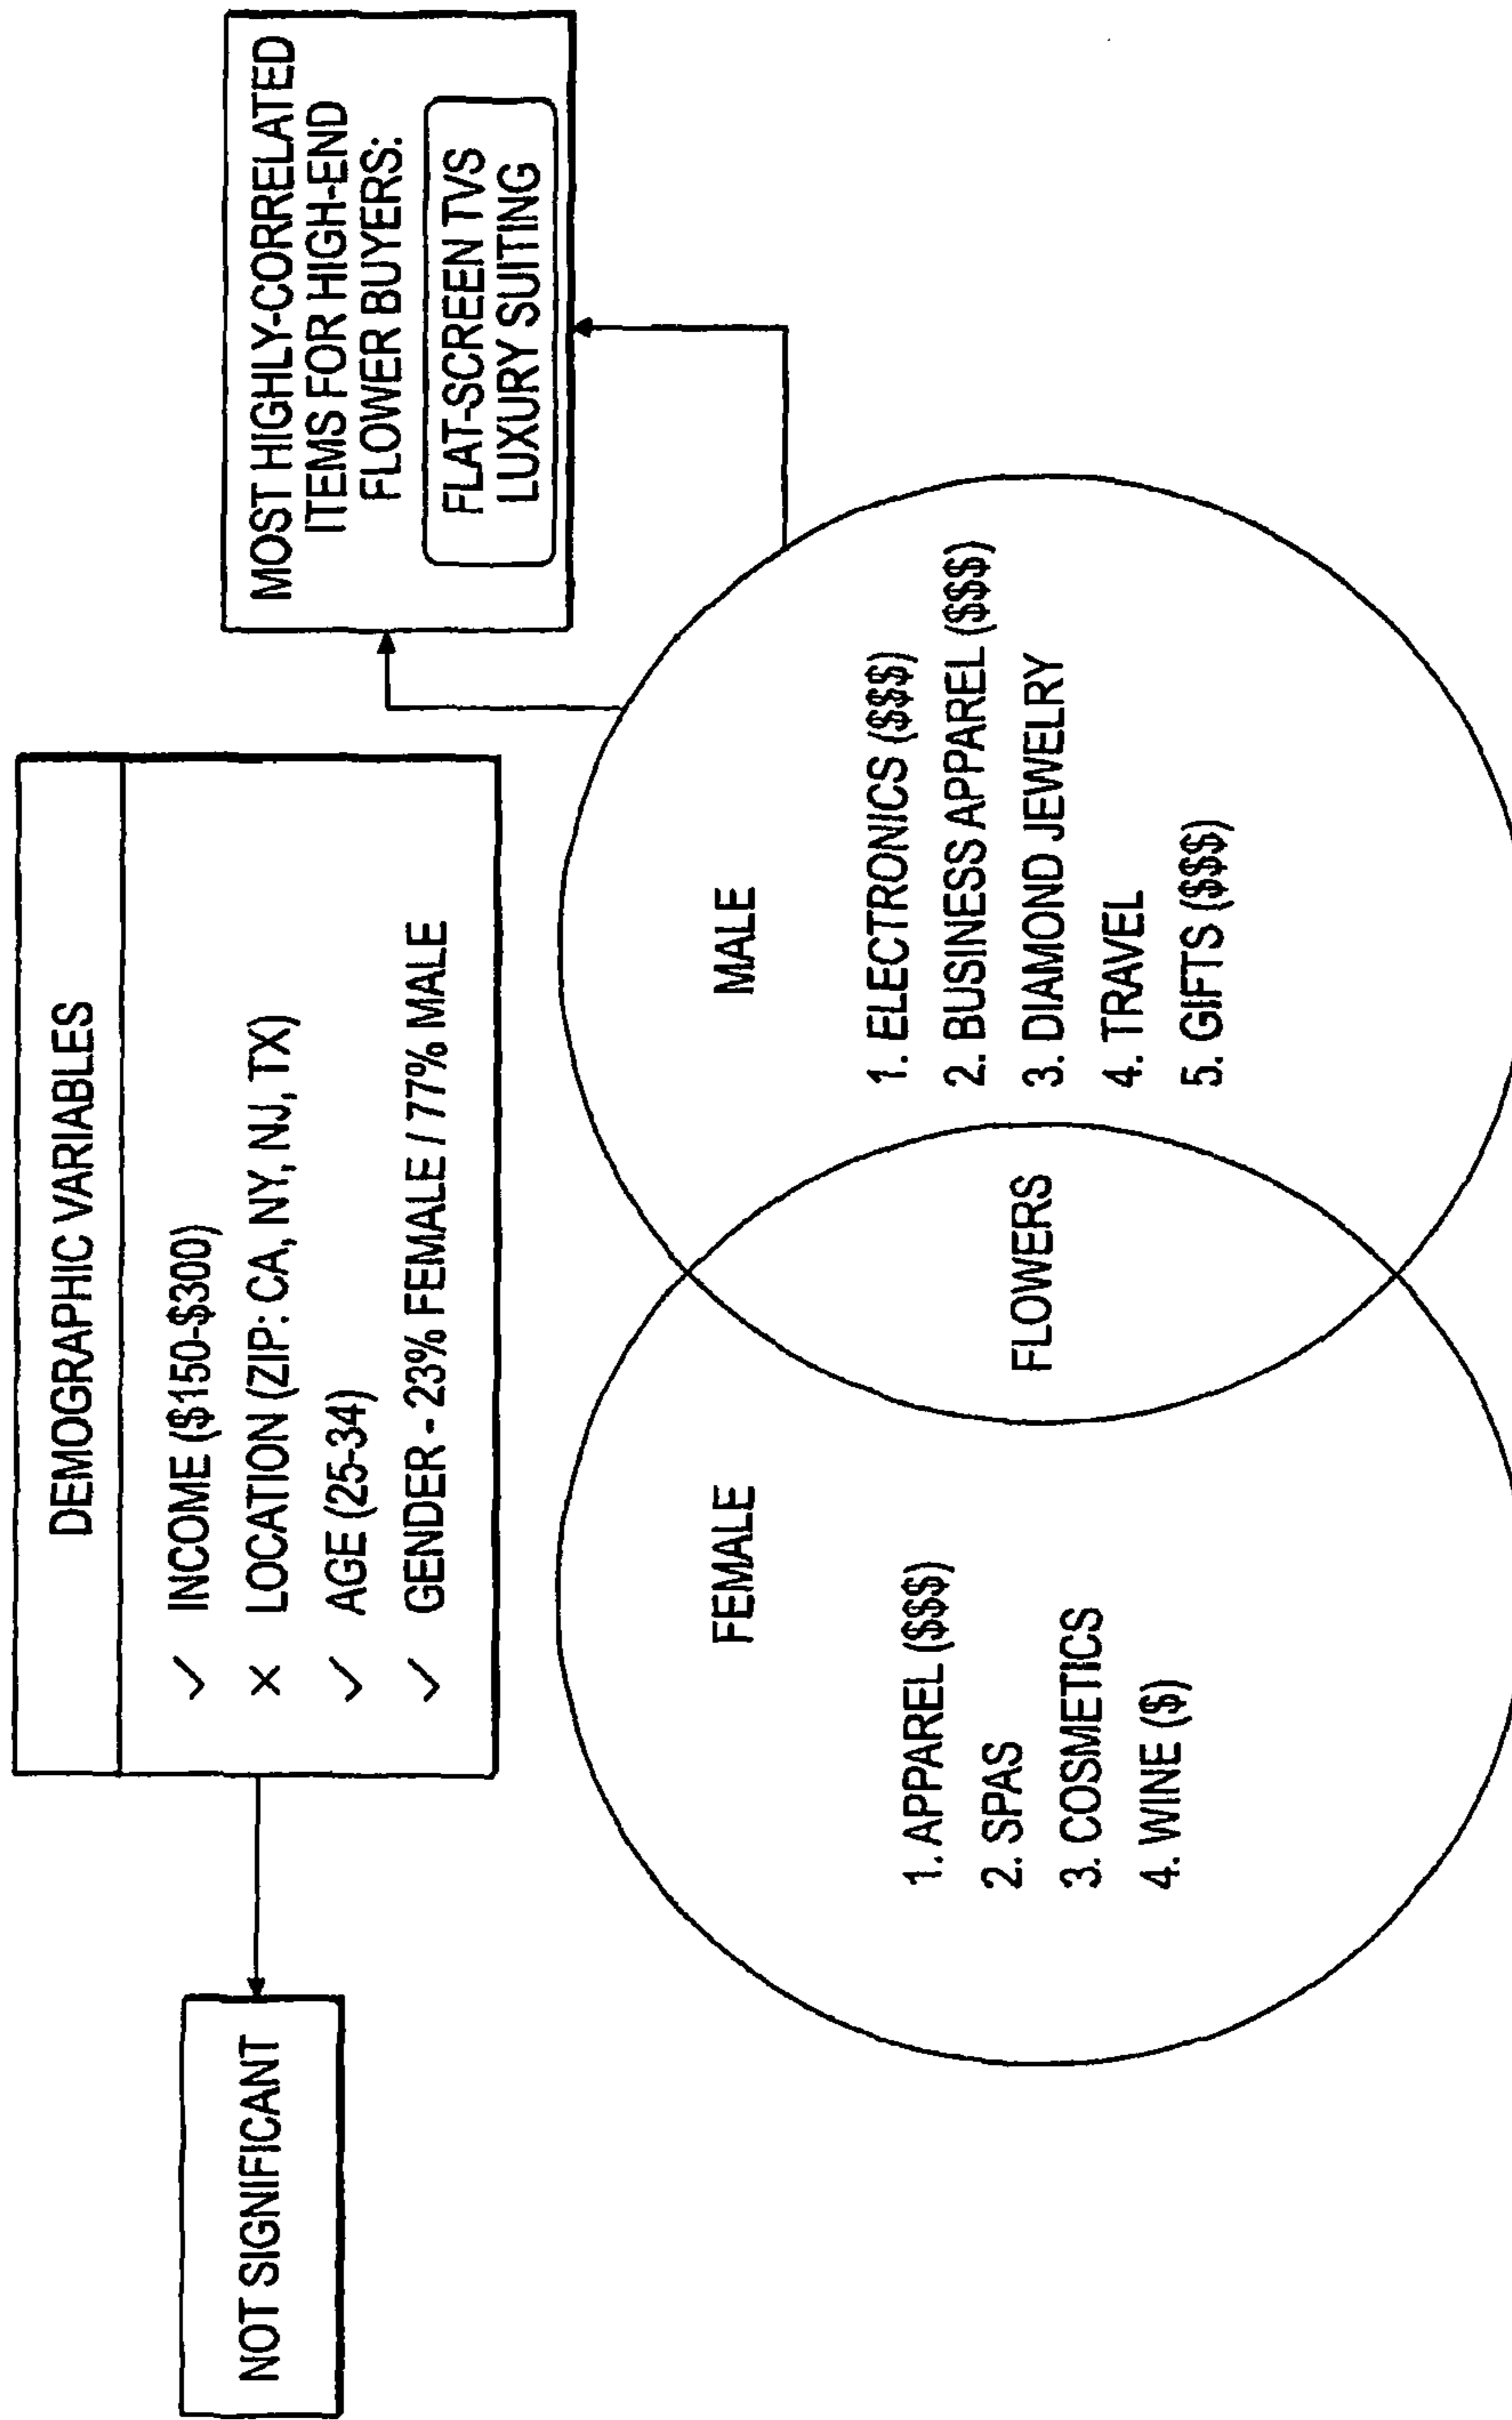 NOT SIGNIFICANT
DEMOGRAPHIC VARIABLES
✓ INCOME ($150-$300)
× LOCATION (ZIP: CA, NY, NJ, TX)
✓ AGE (25-34)
✓ GENDER - 23% FEMALE / 77% MALE
MOST HIGHLY-CORRELATED
ITEMS FOR HIGH-END
FLOWER BUYERS:
FLAT-SCREEN TVS
LUXURY SUITING
FEMALE
1. APPAREL ($$$)
2. SPAS
3. COSMETICS
4. WINE ($)
FLOWERS
MALE
1. ELECTRONICS ($$$)
2. BUSINESS APPAREL ($$$)
3. DIAMOND JEWELRY
4. TRAVEL
5. GIFTS ($$$)